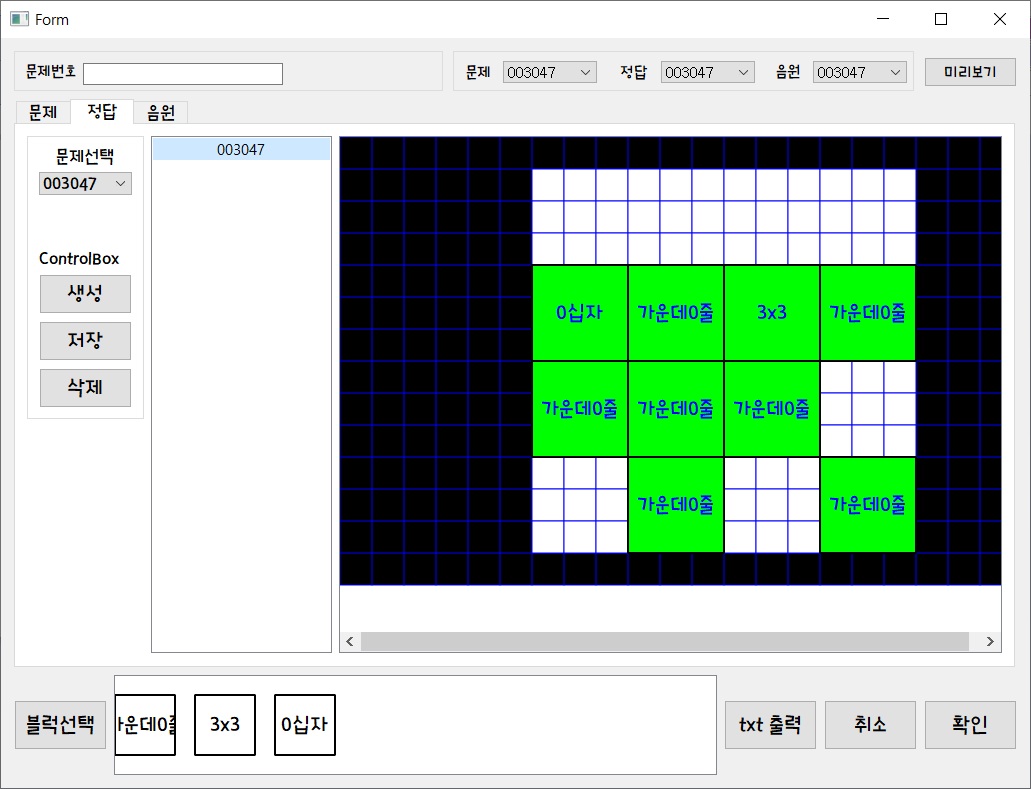 Form
문제번호
문제 003047 정답 003047 음원 003047 미리보기
문제 정답 음원
문제선택
003047
ControlBox
생성
저장
삭제
003047
0십자 가운데0줄 3x3 가운데0줄
가운데0줄 가운데0줄 가운데0줄
가운데0줄 가운데0줄
블럭선택 운데0 3x3 0십자 txt 출력 취소 확인